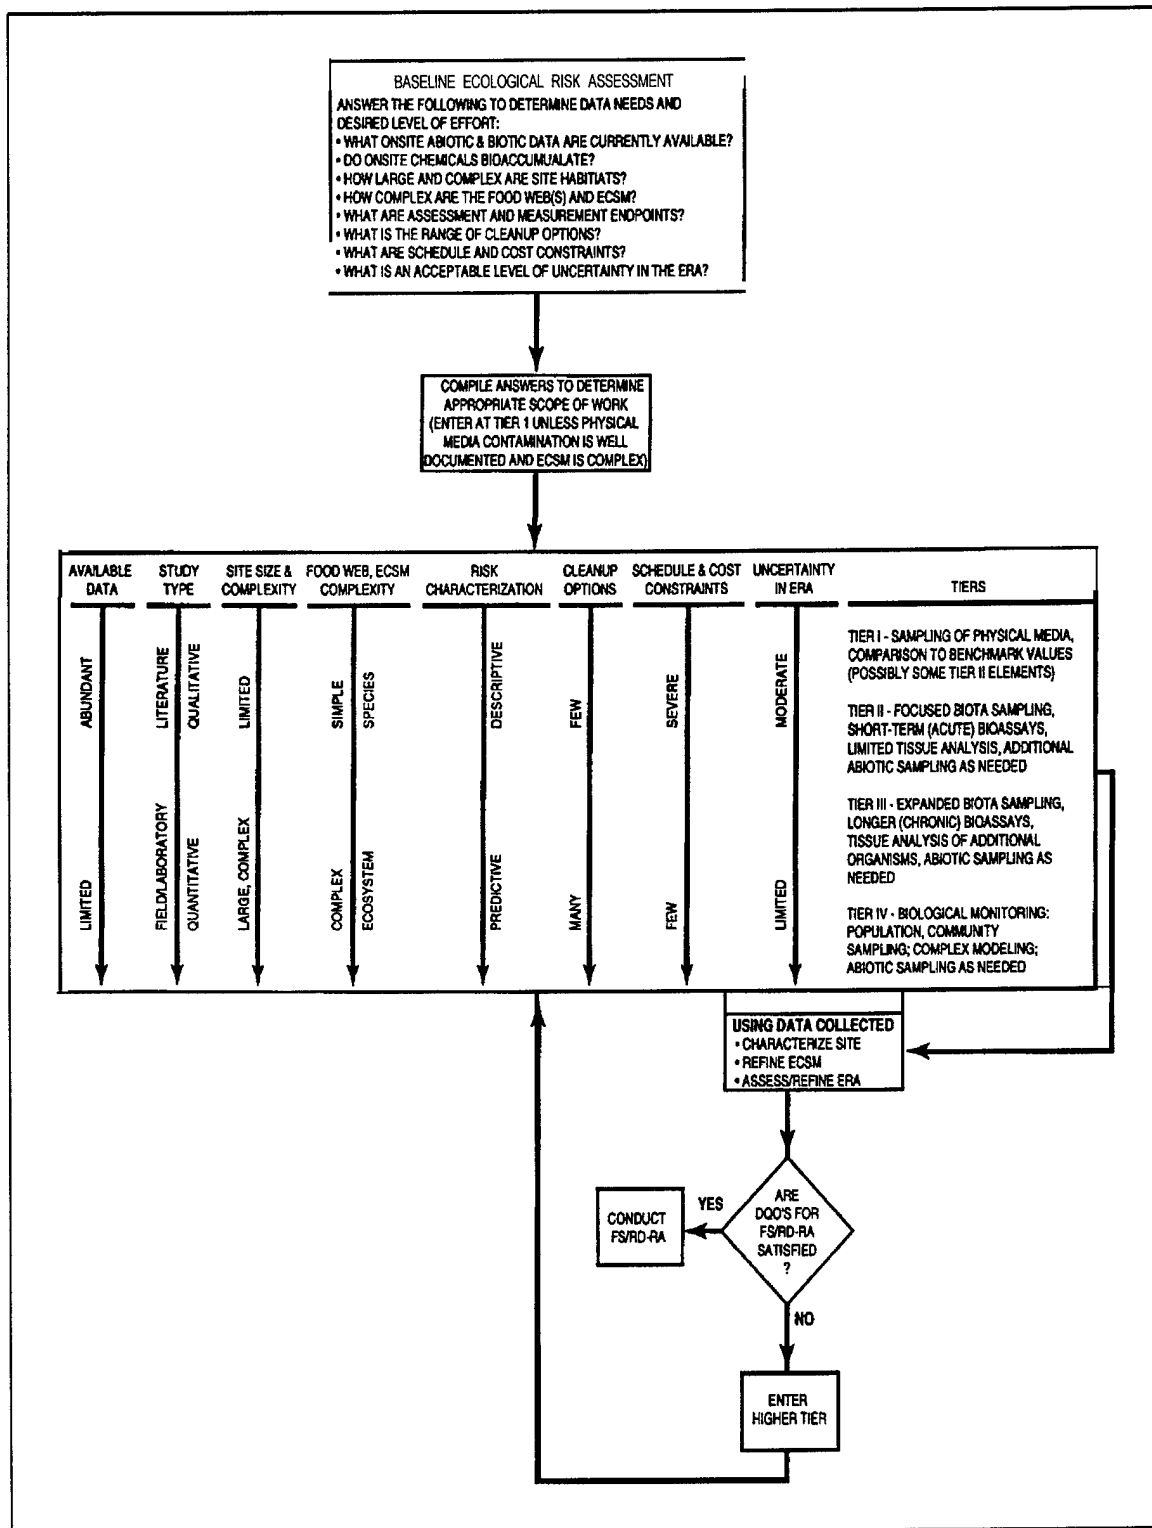 BASELINE ECOLOGICAL RISK ASSESSMENT
ANSWER THE FOLLOWING TO DETERMINE DATA NEEDS AND
DESIRED LEVEL OF EFFORT:
• WHAT ONSITE ABIOTIC & BIOTIC DATA ARE CURRENTLY AVAILABLE?
• DO ONSITE CHEMICALS BIOACCUMUALATE?
• HOW LARGE AND COMPLEX ARE SITE HABITIATS?
• HOW COMPLEX ARE THE FOOD WEB(S) AND ECSM?
• WHAT ARE ASSESSMENT AND MEASUREMENT ENDPOINTS?
• WHAT IS THE RANGE OF CLEANUP OPTIONS?
• WHAT ARE SCHEDULE AND COST CONSTRAINTS?
• WHAT IS AN ACCEPTABLE LEVEL OF UNCERTAINTY IN THE ERA?
COMPILE ANSWERS TO DETERMINE
APPROPRIATE SCOPE OF WORK
(ENTER AT TIER 1 UNLESS PHYSICAL
MEDIA CONTAMINATION IS WELL
DOCUMENTED AND ECSM IS COMPLEX)
AVAILABLE
DATA
ABUNDANT
LIMITED
STUDY
TYPE
LITERATURE
QUALITATIVE
FIELD/LABORATORY
QUANTITATIVE
SITE SIZE &
COMPLEXITY
LIMITED
LARGE, COMPLEX
FOOD WEB, ECSM
COMPLEXITY
SIMPLE
SPECIES
COMPLEX
ECOSYSTEM
RISK
CHARACTERIZATION
DESCRIPTIVE
PREDICTIVE
CLEANUP
OPTIONS
FEW
MANY
SCHEDULE & COST
CONSTRAINTS
SEVERE
FEW
UNCERTAINTY
IN ERA
MODERATE
LIMITED
TIERS
TIER I - SAMPLING OF PHYSICAL MEDIA,
COMPARISON TO BENCHMARK VALUES
(POSSIBLY SOME TIER II ELEMENTS)
TIER II - FOCUSED BIOTA SAMPLING,
SHORT-TERM (ACUTE) BIOASSAYS,
LIMITED TISSUE ANALYSIS, ADDITIONAL
ABIOTIC SAMPLING AS NEEDED
TIER III - EXPANDED BIOTA SAMPLING,
LONGER (CHRONIC) BIOASSAYS,
TISSUE ANALYSIS OF ADDITIONAL
ORGANISMS, ABIOTIC SAMPLING AS
NEEDED
TIER IV - BIOLOGICAL MONITORING:
POPULATION, COMMUNITY
SAMPLING; COMPLEX MODELING;
ABIOTIC SAMPLING AS NEEDED
USING DATA COLLECTED
• CHARACTERIZE SITE
• REFINE ECSM
• ASSESS/REFINE ERA
ARE
DQO'S FOR
FS/RD-RA
SATISFIED
?
YES
CONDUCT
FS/RD-RA
NO
ENTER
HIGHER TIER